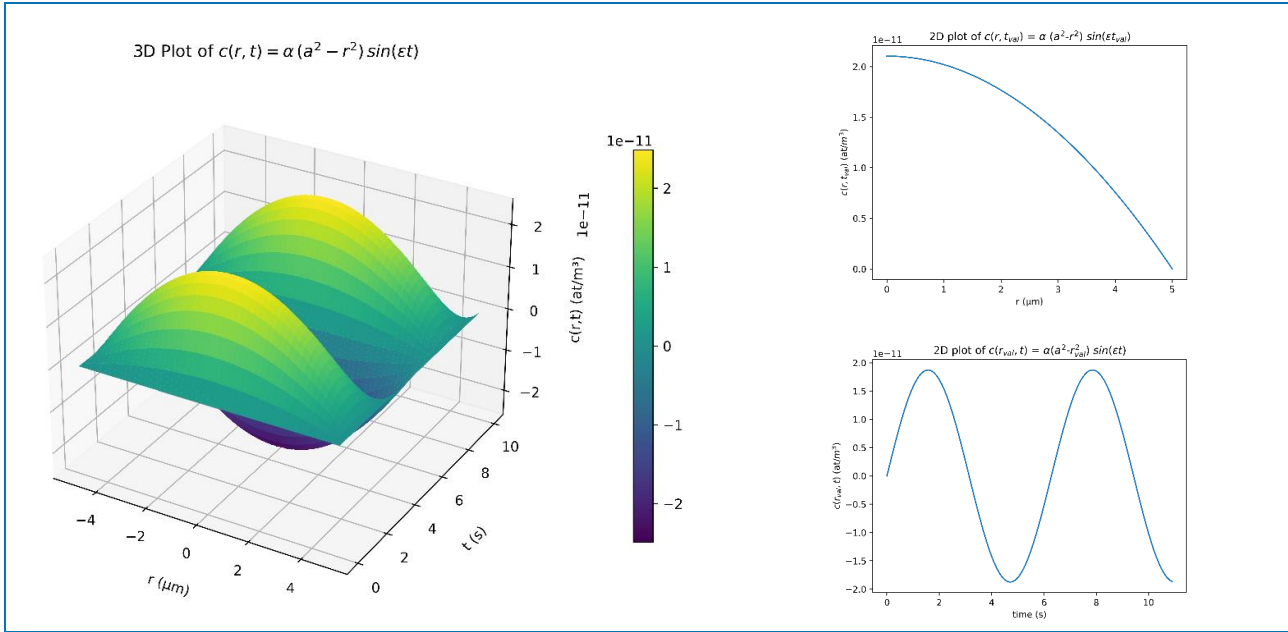 3D Plot of c(r, t) = α (a² − r²) sin(εt)
1e−11
2
1
0
−1
−2
c(r,t) (at/m³) 1e−11
2
1
0
−1
−2
−4
−2
0
2
4
r (μm)
0
2
4
6
8
10
t (s)
2D plot of c(r, t_val) = α (a²-r²) sin(εt_val)
1e−11
2.0
1.5
1.0
0.5
0.0
c(r, t_val) (at/m³)
0 1 2 3 4 5
r (μm)
2D plot of c(r_val, t) = α(a²-r²_val) sin(εt)
1e−11
2.0
1.5
1.0
0.5
0.0
−0.5
−1.0
−1.5
−2.0
c(r_val, t) (at/m³)
0 2 4 6 8 10
time (s)